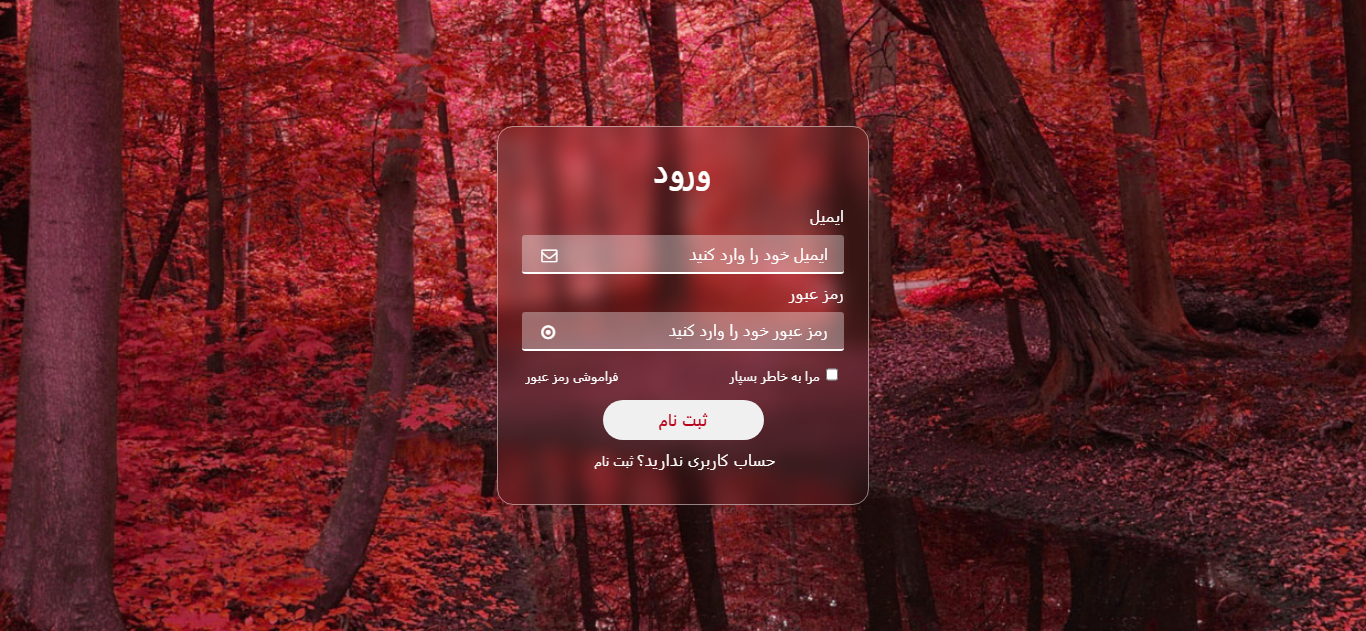 ورود
ایمیل
ایمیل خود را وارد کنید
رمز عبور
رمز عبور خود را وارد کنید
مرا به خاطر بسپار فراموشی رمز عبور
ثبت نام
حساب کاربری ندارید؟ ثبت نام